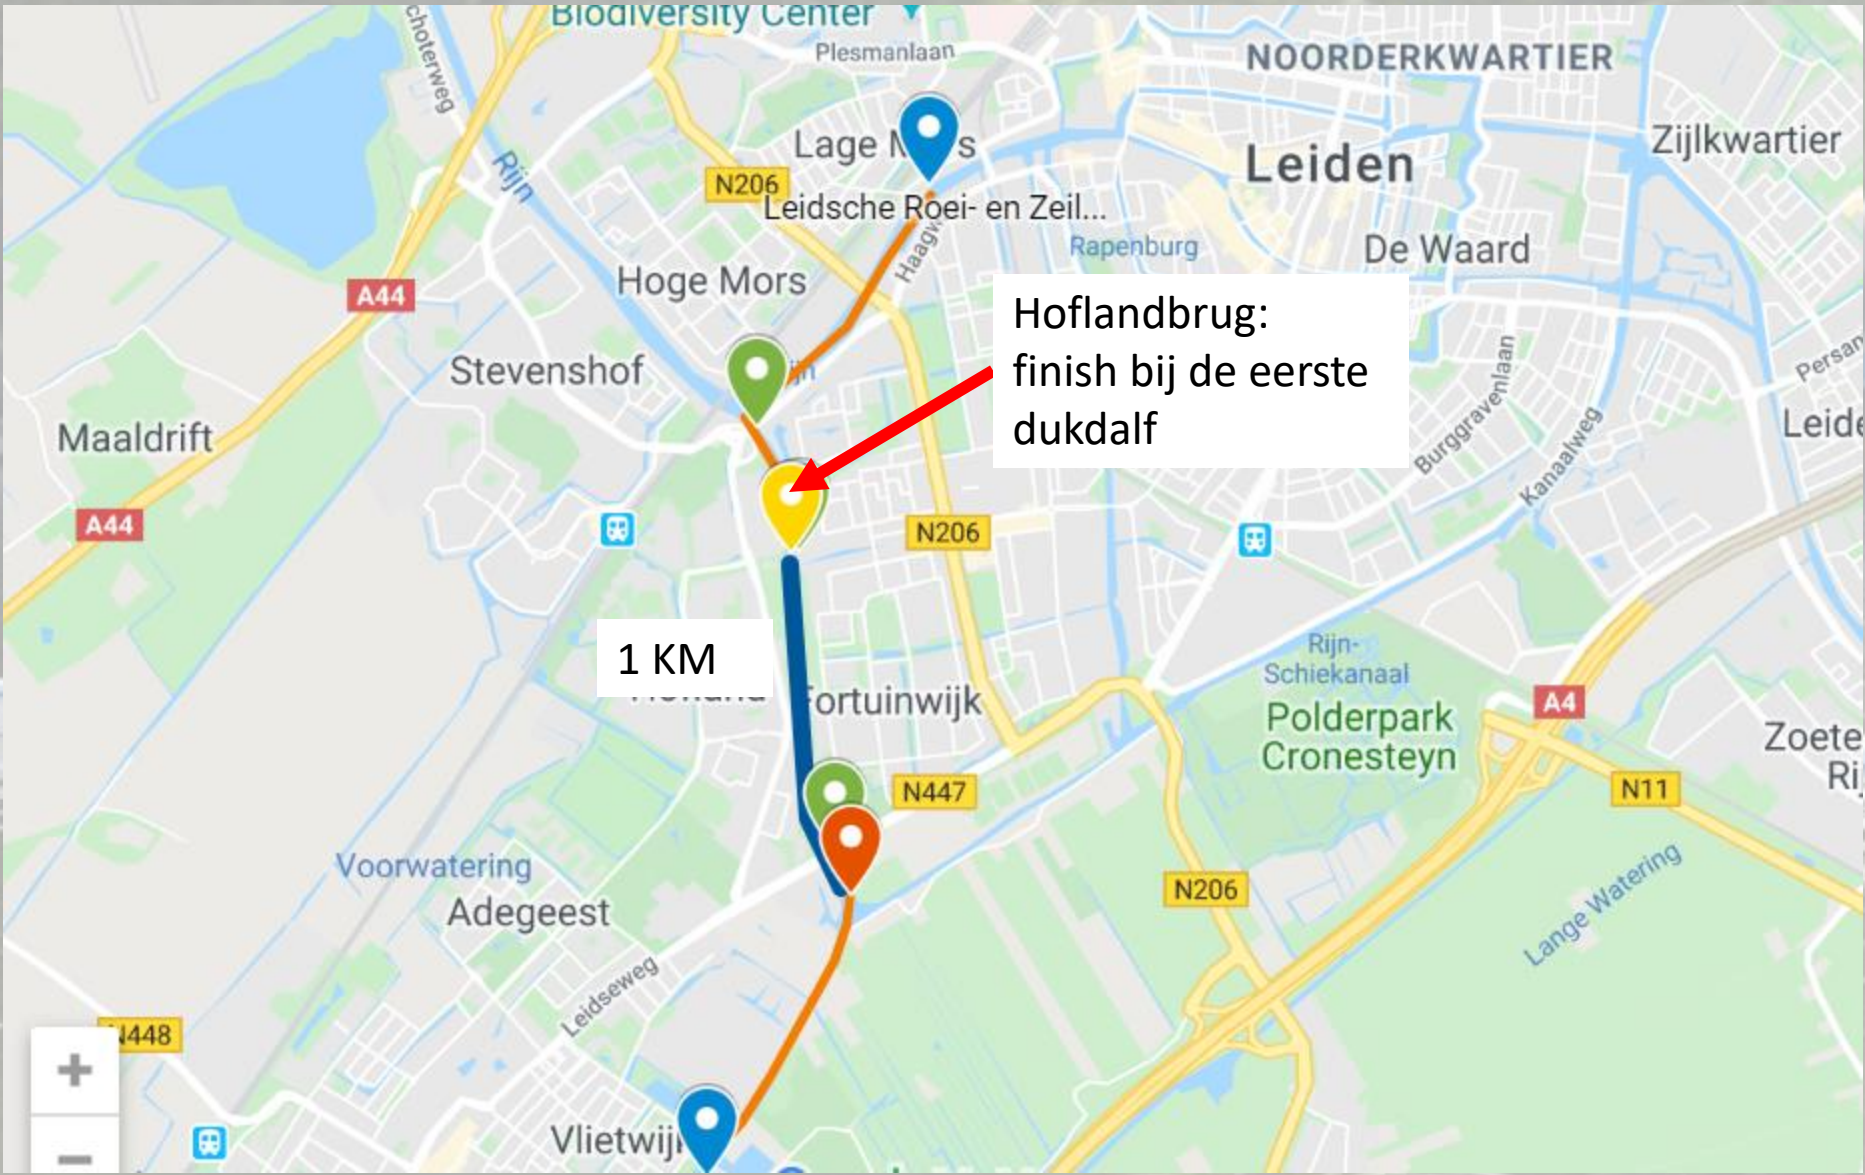 Biodiversity Center
Plesmanlaan
NOORDERKWARTIER
Zijlkwartier
Leiden
Rijn
N206
Leidsche Roei- en Zeil...
Rapenburg
De Waard
A44
Hoge Mors
Hoflandbrug:
finish bij de eerste
dukdalf
Stevenshof
Burggravenlaan
Kanaalweg
Maaldrift
A44
N206
1 KM
Rijn-
Schiekanaal
Polderpark
Cronesteyn
A4
Fortuinwijk
N447
N11
Voorwatering
Adegeest
N206
Lange Watering
Leidseweg
N448
+
−